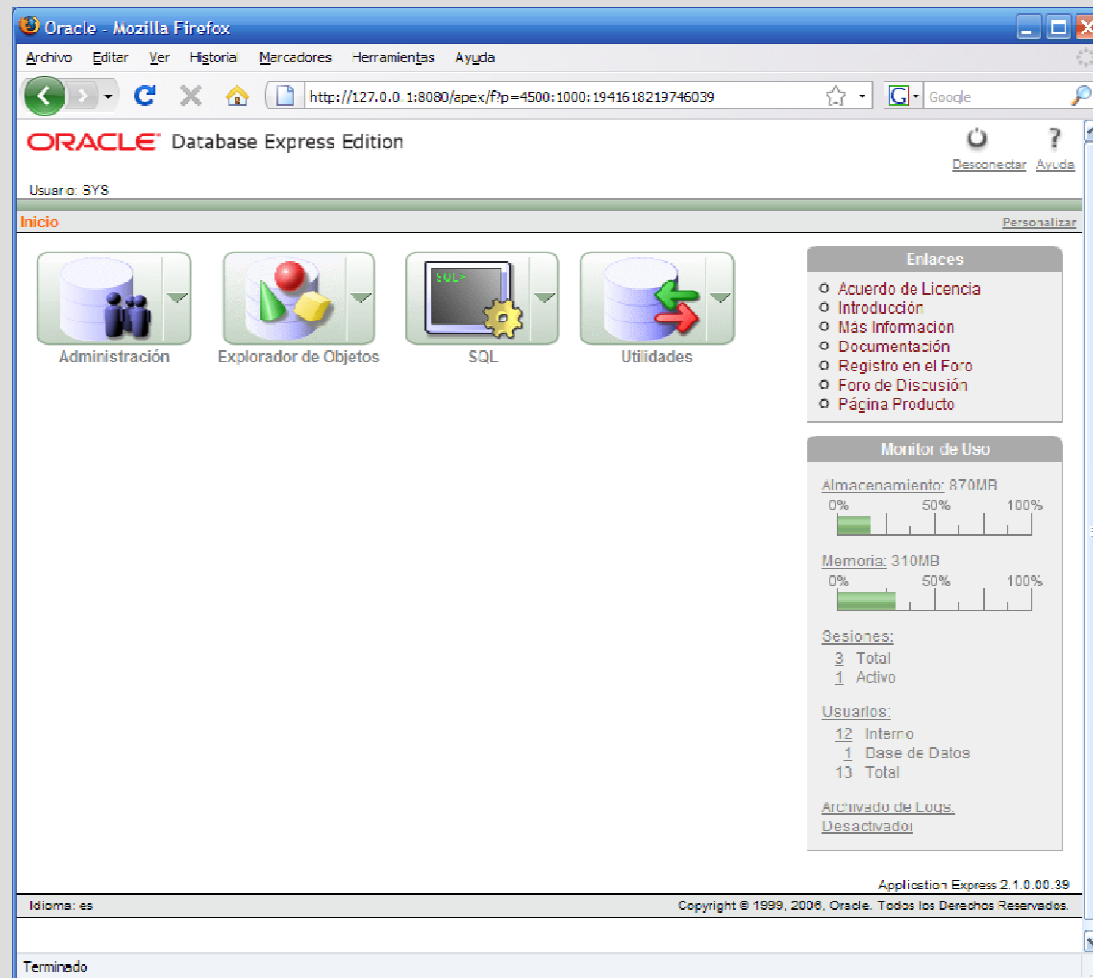 Oracle - Mozilla Firefox
Archivo Editar Ver Historial Marcadores Herramientas Ayuda
http://127.0.0.1:8080/apex/f?p=4500:1000:1941618219746039
G Google
ORACLE Database Express Edition
Desconectar Ayuda
Usuario: SYS
Inicio
Personalizar
SQL>
Administración
Explorador de Objetos
SQL
Utilidades
Enlaces
Acuerdo de Licencia
Introducción
Mas Informacion
Documentación
Registro en el Foro
Foro de Discusión
Página Producto
Monitor de Uso
Almacenamiento: 870MB
0% 50% 100%
Memoria: 310MB
0% 50% 100%
Sesiones:
3 Total
1 Activo
Usuarios:
12 Interno
1 Base de Datos
13 Total
Archivado de Logs:
Desactivador
Application Express 2.1.0.00.39
Idioma: es
Copyright © 1999, 2006, Oracle. Todos los Derechos Reservados.
Terminado